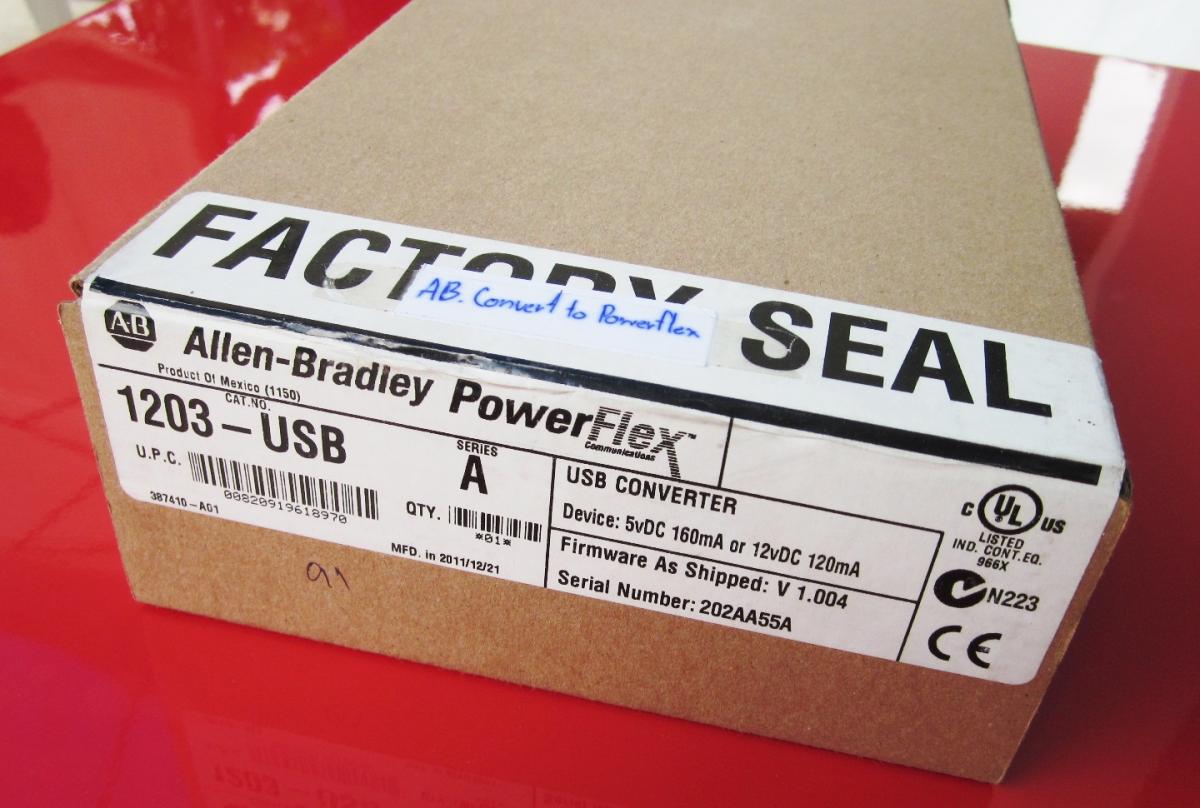 FACTORY SEAL
AB. Convert to Powerflex
A-B
Allen-Bradley PowerFlex™
Communications
Product Of Mexico (1150)
CAT.NO.
1203-USB
SERIES
A
U.P.C.
00820919618970
387410-A01
QTY.
*01*
MFD. in 2011/12/21
USB CONVERTER
Device: 5vDC 160mA or 12vDC 120mA
Firmware As Shipped: V 1.004
Serial Number: 202AA55A
C UL US
LISTED
IND. CONT.EQ.
966X
N223
CE
91